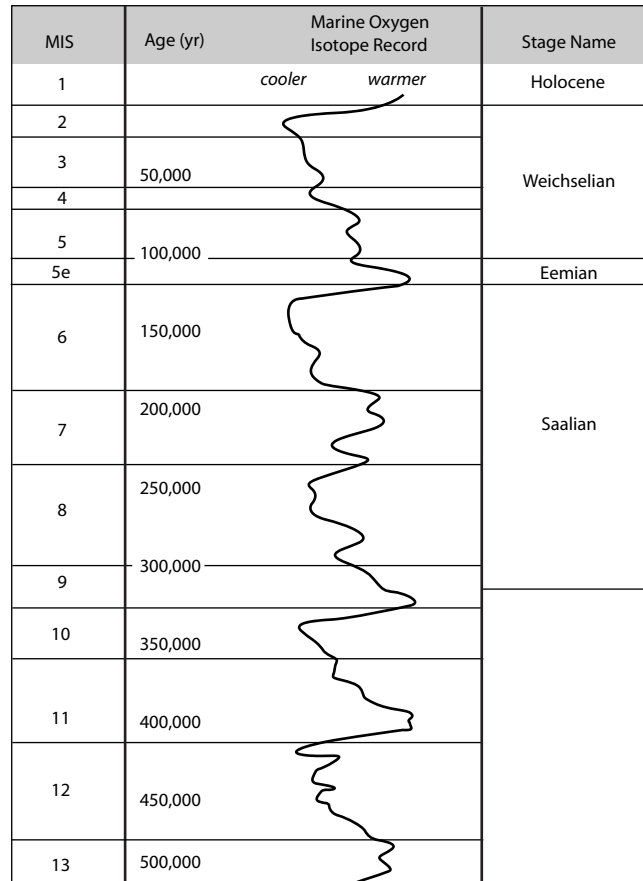 MIS
Age (yr)
Marine Oxygen
Isotope Record
Stage Name
1
cooler
warmer
Holocene
2
3
50,000
Weichselian
4
5
100,000
5e
Eemian
6
150,000
200,000
7
Saalian
250,000
8
300,000
9
10
350,000
11
400,000
12
450,000
13
500,000